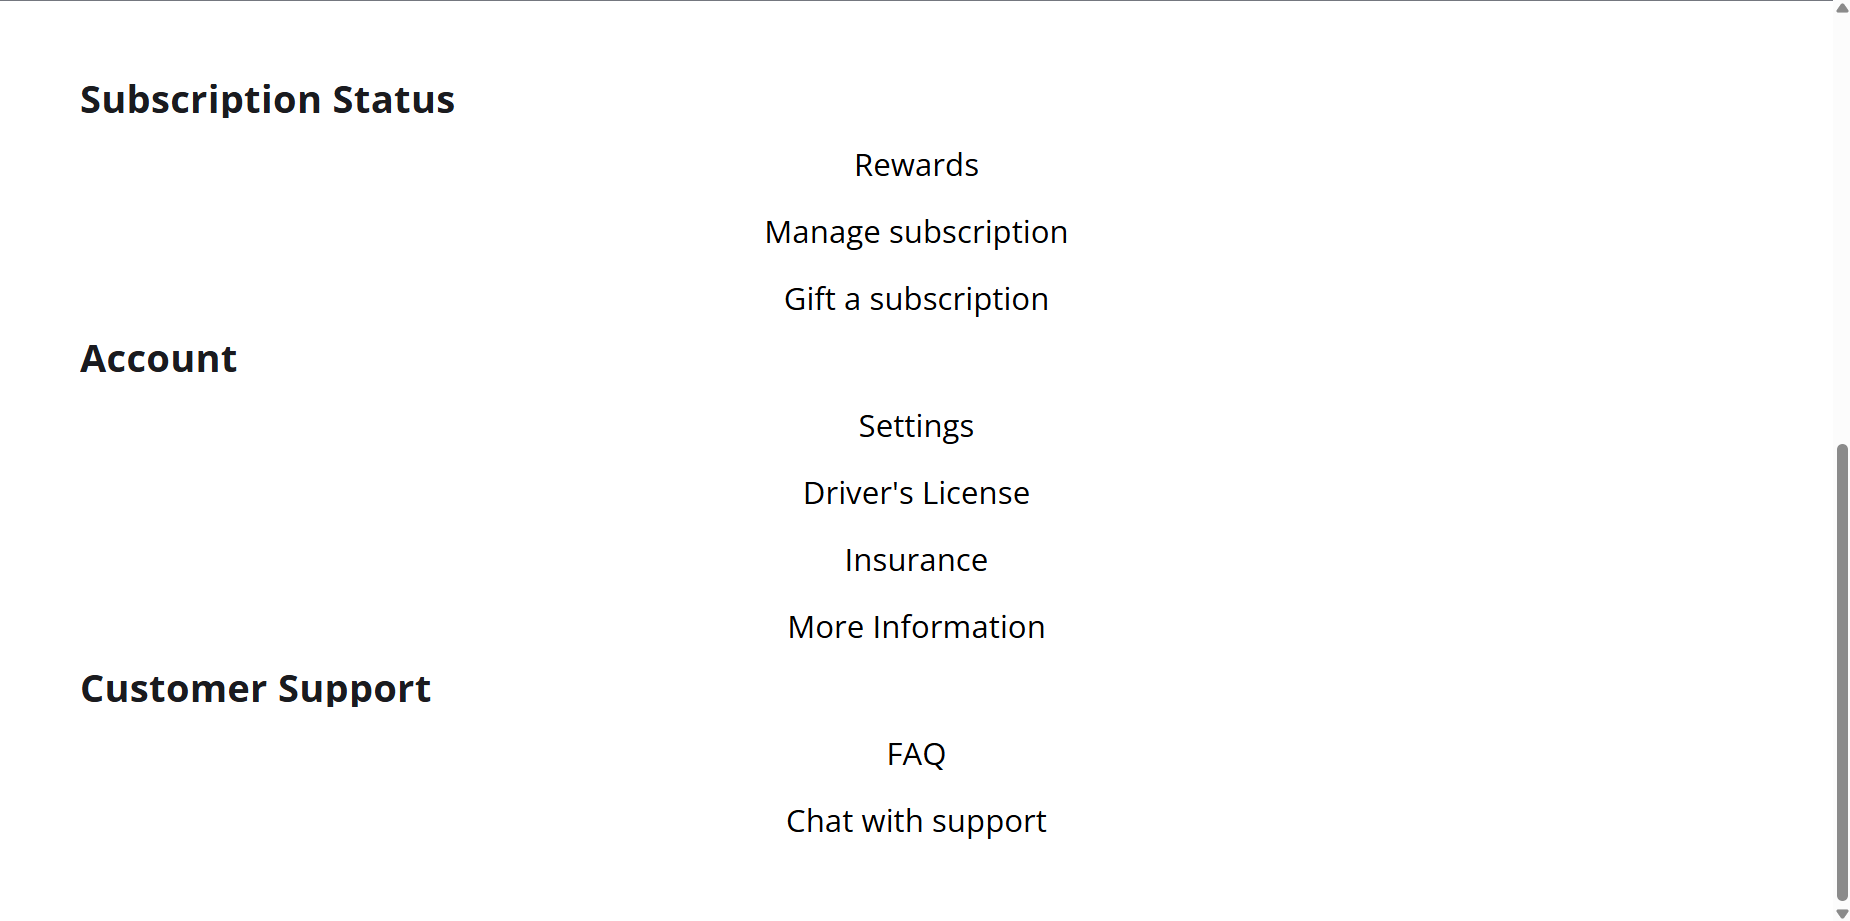 Subscription Status
Rewards
Manage subscription
Gift a subscription
Account
Settings
Driver's License
Insurance
More Information
Customer Support
FAQ
Chat with support